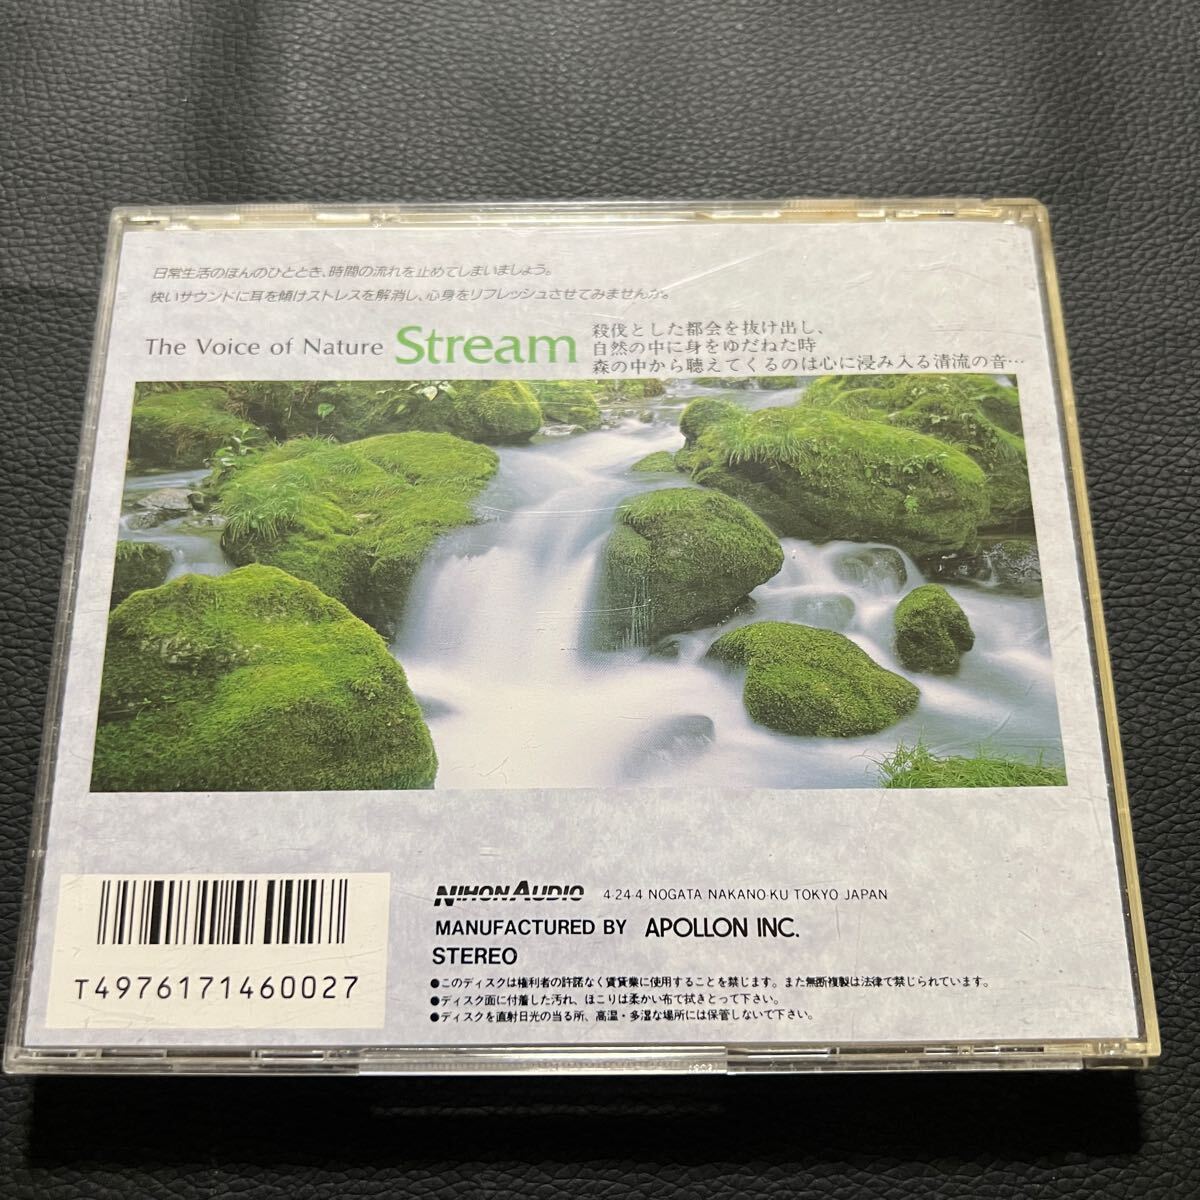 日常生活のほんのひととき、時間の流れを止めてしまいましょう。
快いサウンドに耳を傾けストレスを解消し、心身をリフレッシュさせてみませんか。
The Voice of Nature Stream
殺伐とした都会を抜け出し、
自然の中に身をゆだねた時
森の中から聴えてくるのは心に浸み入る清流の音…
NIHON AUDIO 4-24-4 NOGATA NAKANO-KU TOKYO JAPAN
MANUFACTURED BY APOLLON INC.
STEREO
●このディスクは権利者の許諾なく賃貸業に使用することを禁じます。また無断複製は法律で禁じられています。
●ディスク面に付着した汚れ、ほこりは柔かい布で拭きとって下さい。
●ディスクを直射日光の当る所、高温・多湿な場所には保管しないで下さい。
T4976171460027